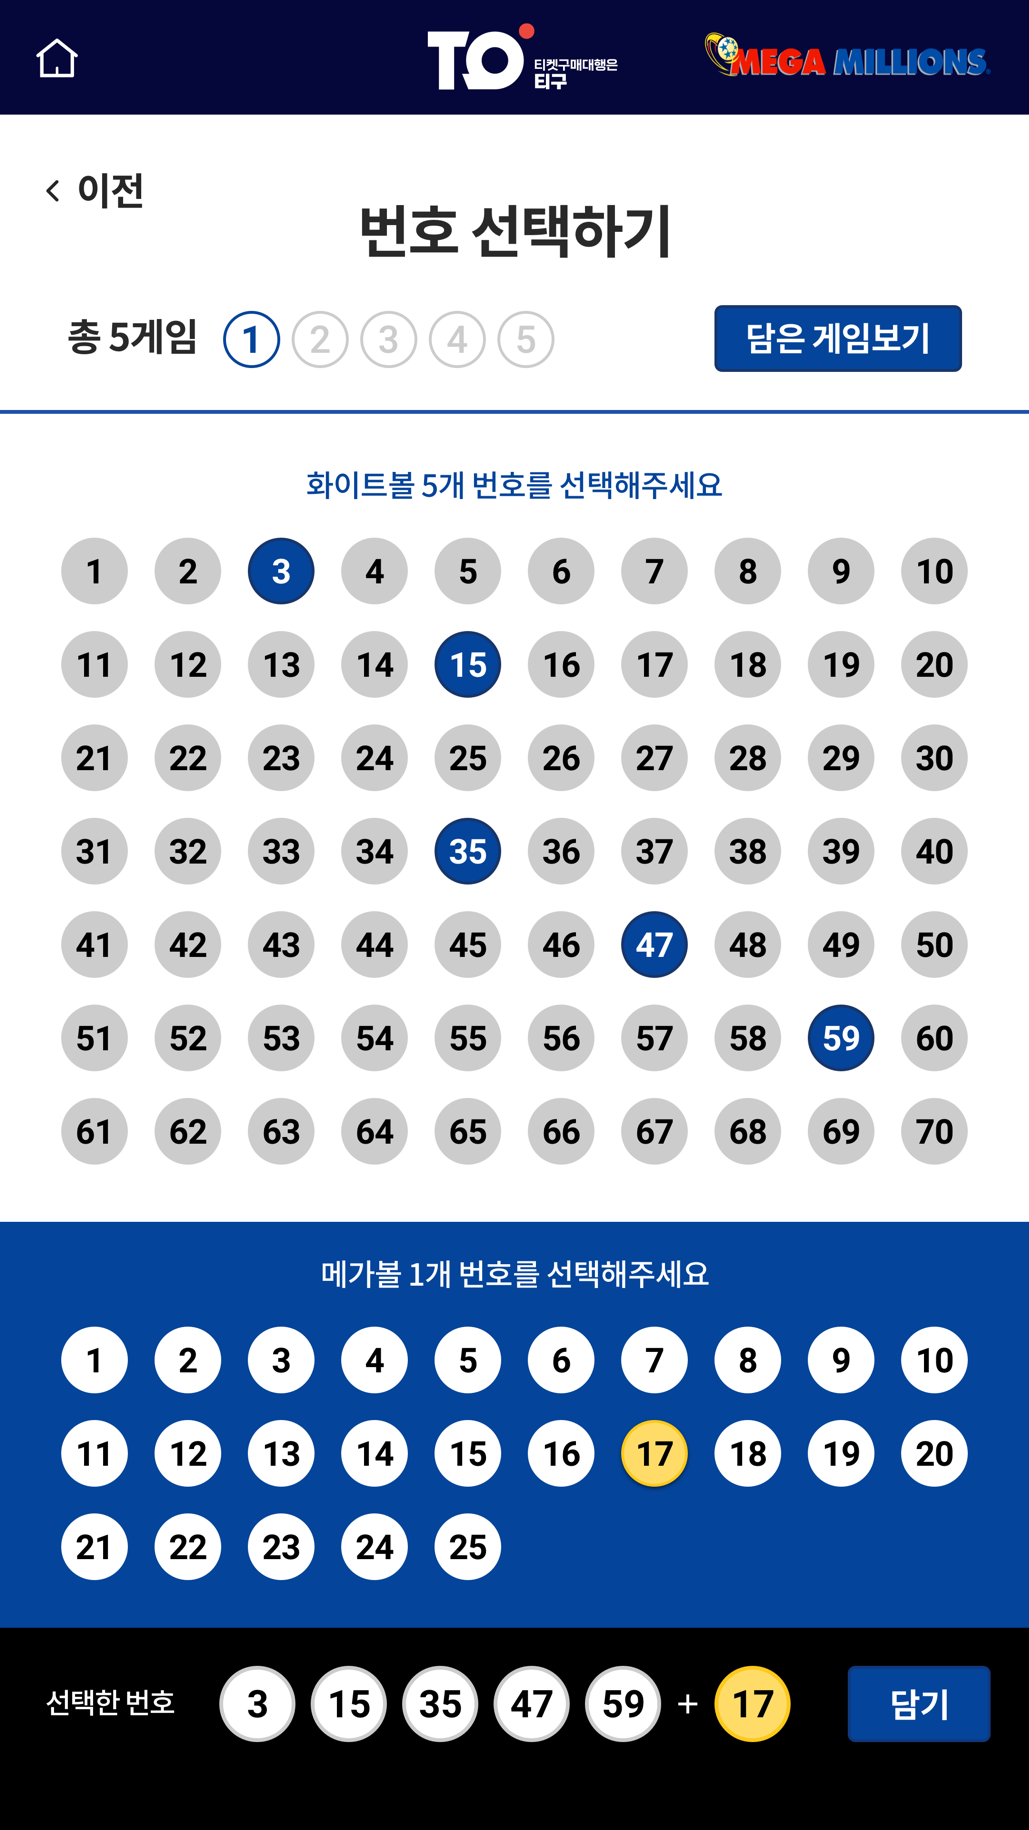 TO 티켓구매대행은 티구 MEGA MILLIONS
이전
번호 선택하기
총 5게임 1 2 3 4 5 담은 게임보기
화이트볼 5개 번호를 선택해주세요
1 2 3 4 5 6 7 8 9 10
11 12 13 14 15 16 17 18 19 20
21 22 23 24 25 26 27 28 29 30
31 32 33 34 35 36 37 38 39 40
41 42 43 44 45 46 47 48 49 50
51 52 53 54 55 56 57 58 59 60
61 62 63 64 65 66 67 68 69 70
메가볼 1개 번호를 선택해주세요
1 2 3 4 5 6 7 8 9 10
11 12 13 14 15 16 17 18 19 20
21 22 23 24 25
선택한 번호 3 15 35 47 59 + 17 담기